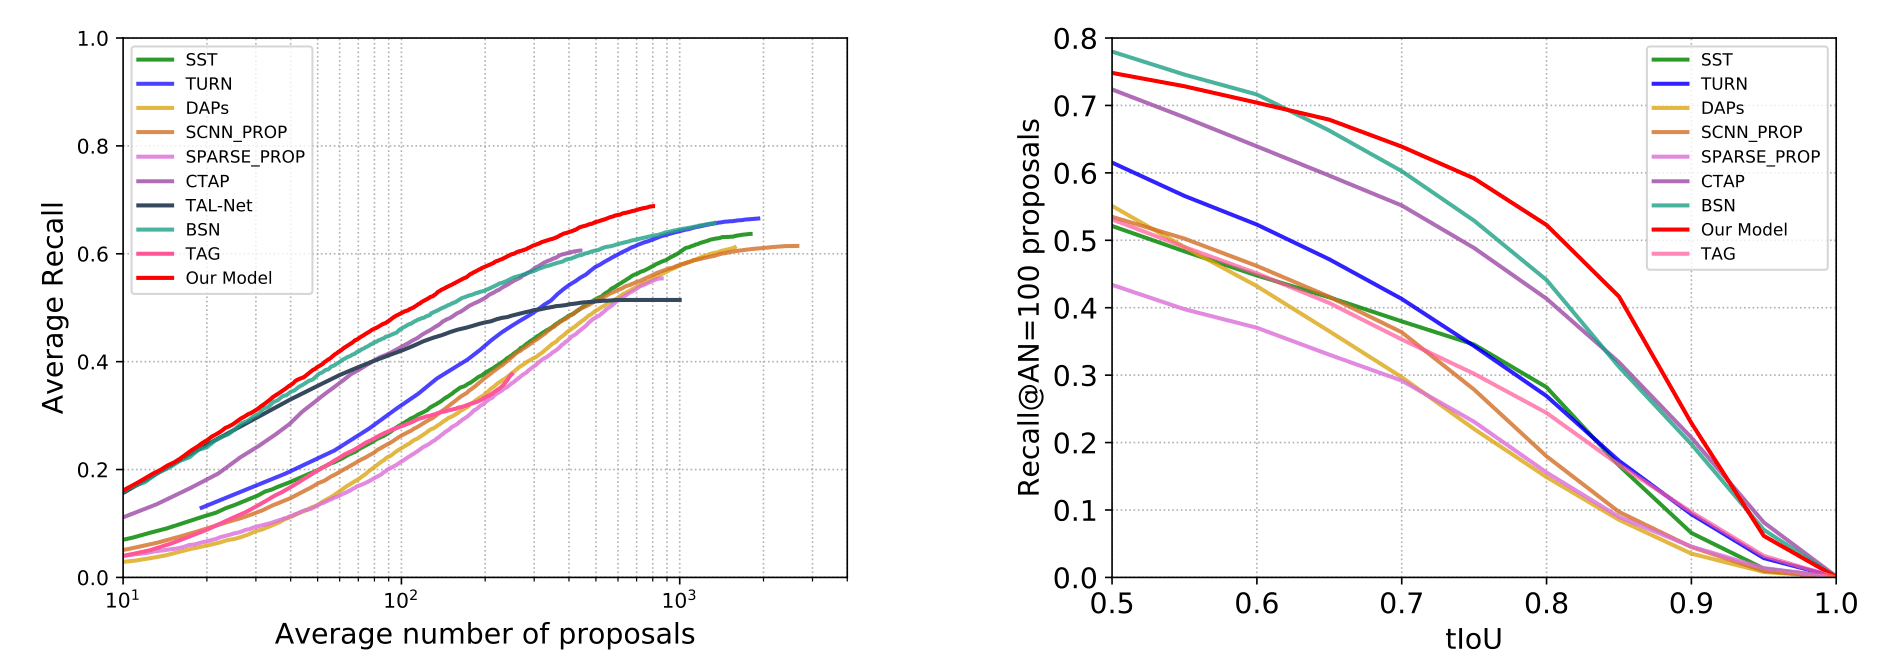 1.0
0.8
0.6
0.4
0.2
0.0
Average Recall
SST
TURN
DAPs
SCNN_PROP
SPARSE_PROP
CTAP
TAL-Net
BSN
TAG
Our Model
10¹ 10² 10³
Average number of proposals
0.8
0.7
0.6
0.5
0.4
0.3
0.2
0.1
0.0
Recall@AN=100 proposals
SST
TURN
DAPs
SCNN_PROP
SPARSE_PROP
CTAP
BSN
Our Model
TAG
0.5 0.6 0.7 0.8 0.9 1.0
tIoU